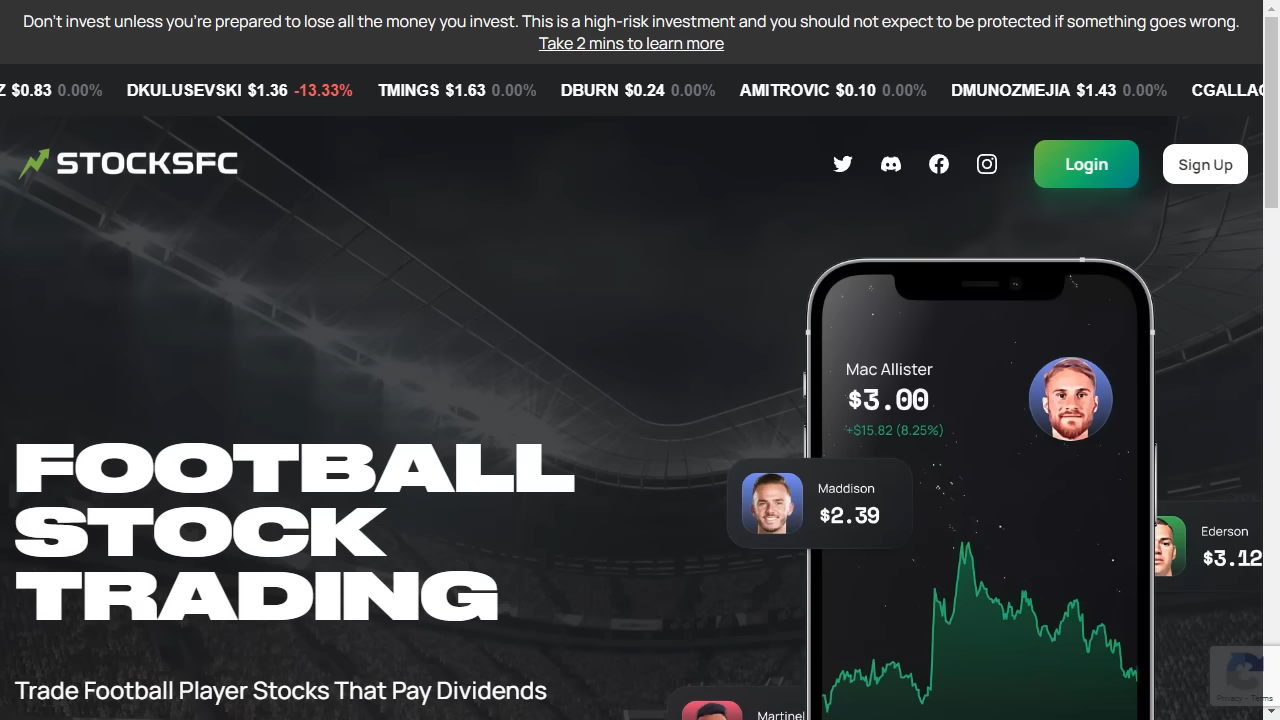 Don't invest unless you're prepared to lose all the money you invest. This is a high-risk investment and you should not expect to be protected if something goes wrong.
Take 2 mins to learn more
Z $0.83 0.00% DKULUSEVSKI $1.36 -13.33% TMINGS $1.63 0.00% DBURN $0.24 0.00% AMITROVIC $0.10 0.00% DMUNOZMEJIA $1.43 0.00% CGALLAG
STOCKSFC
Login
Sign Up
Mac Allister
$3.00
+$15.82 (8.25%)
Maddison
$2.39
Ederson
$3.12
FOOTBALL
STOCK
TRADING
Trade Football Player Stocks That Pay Dividends
Martinel
Privacy - Terms